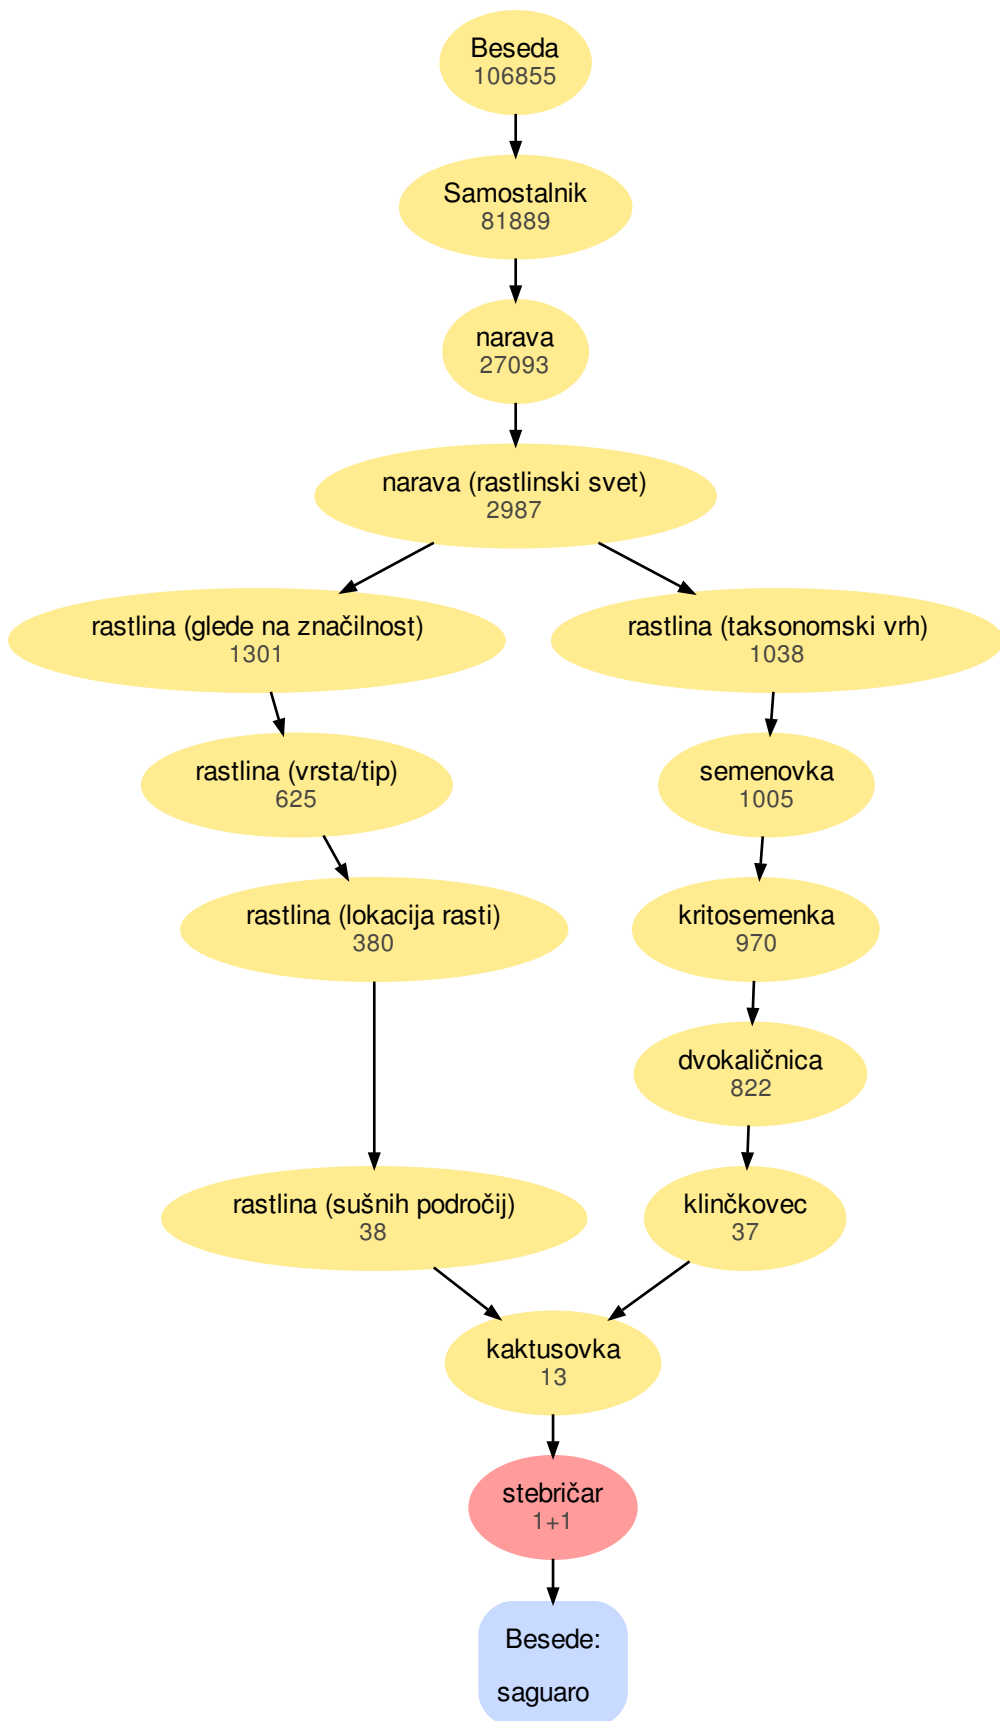 Beseda
106855
Samostalnik
81889
narava
27093
narava (rastlinski svet)
2987
rastlina (glede na značilnost)
1301
rastlina (taksonomski vrh)
1038
rastlina (vrsta/tip)
625
semenovka
1005
rastlina (lokacija rasti)
380
kritosemenka
970
dvokaličnica
822
rastlina (sušnih področij)
38
klinčkovec
37
kaktusovka
13
stebričar
1+1
Besede:
saguaro